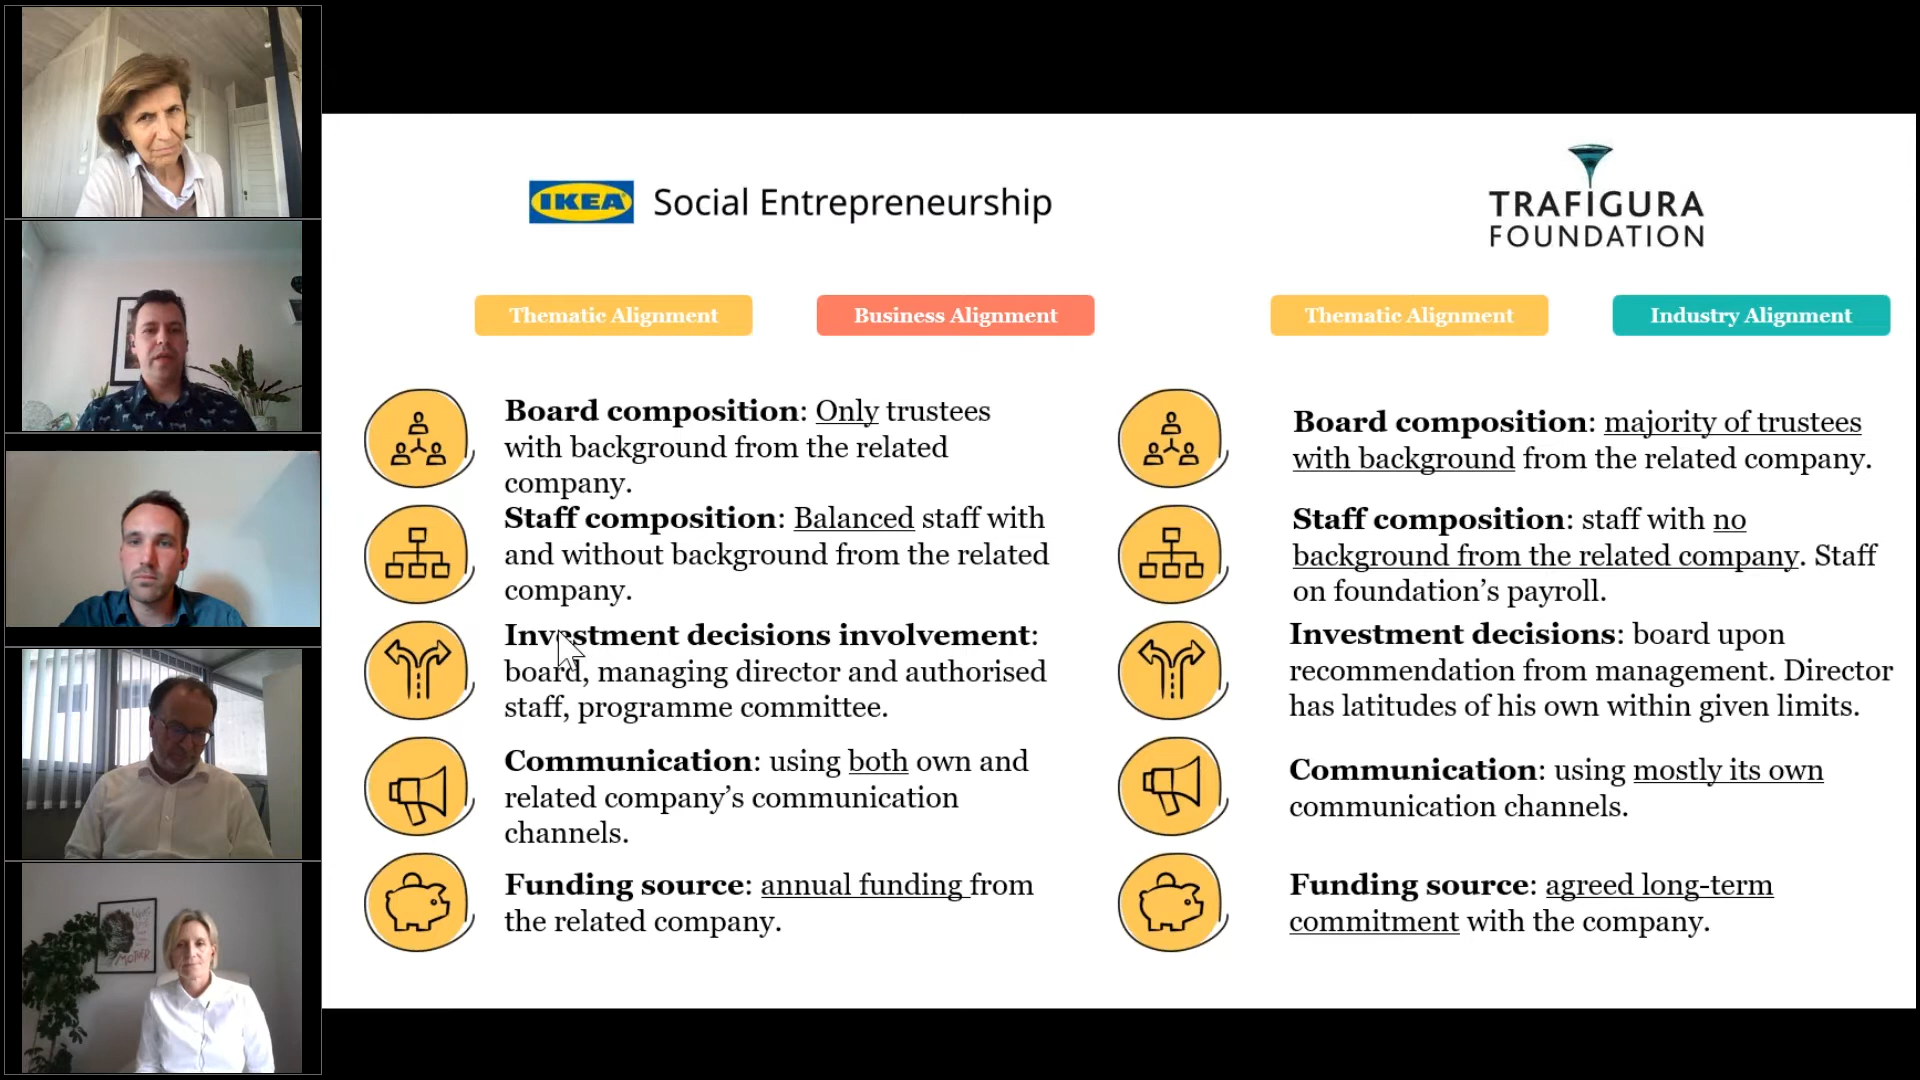 IKEA Social Entrepreneurship
Thematic Alignment
Business Alignment
Board composition: Only trustees
with background from the related
company.
Staff composition: Balanced staff with
and without background from the related
company.
Investment decisions involvement:
board, managing director and authorised
staff, programme committee.
Communication: using both own and
related company's communication
channels.
Funding source: annual funding from
the related company.
TRAFIGURA
FOUNDATION
Thematic Alignment
Industry Alignment
Board composition: majority of trustees
with background from the related company.
Staff composition: staff with no
background from the related company. Staff
on foundation's payroll.
Investment decisions: board upon
recommendation from management. Director
has latitudes of his own within given limits.
Communication: using mostly its own
communication channels.
Funding source: agreed long-term
commitment with the company.
MOTHER